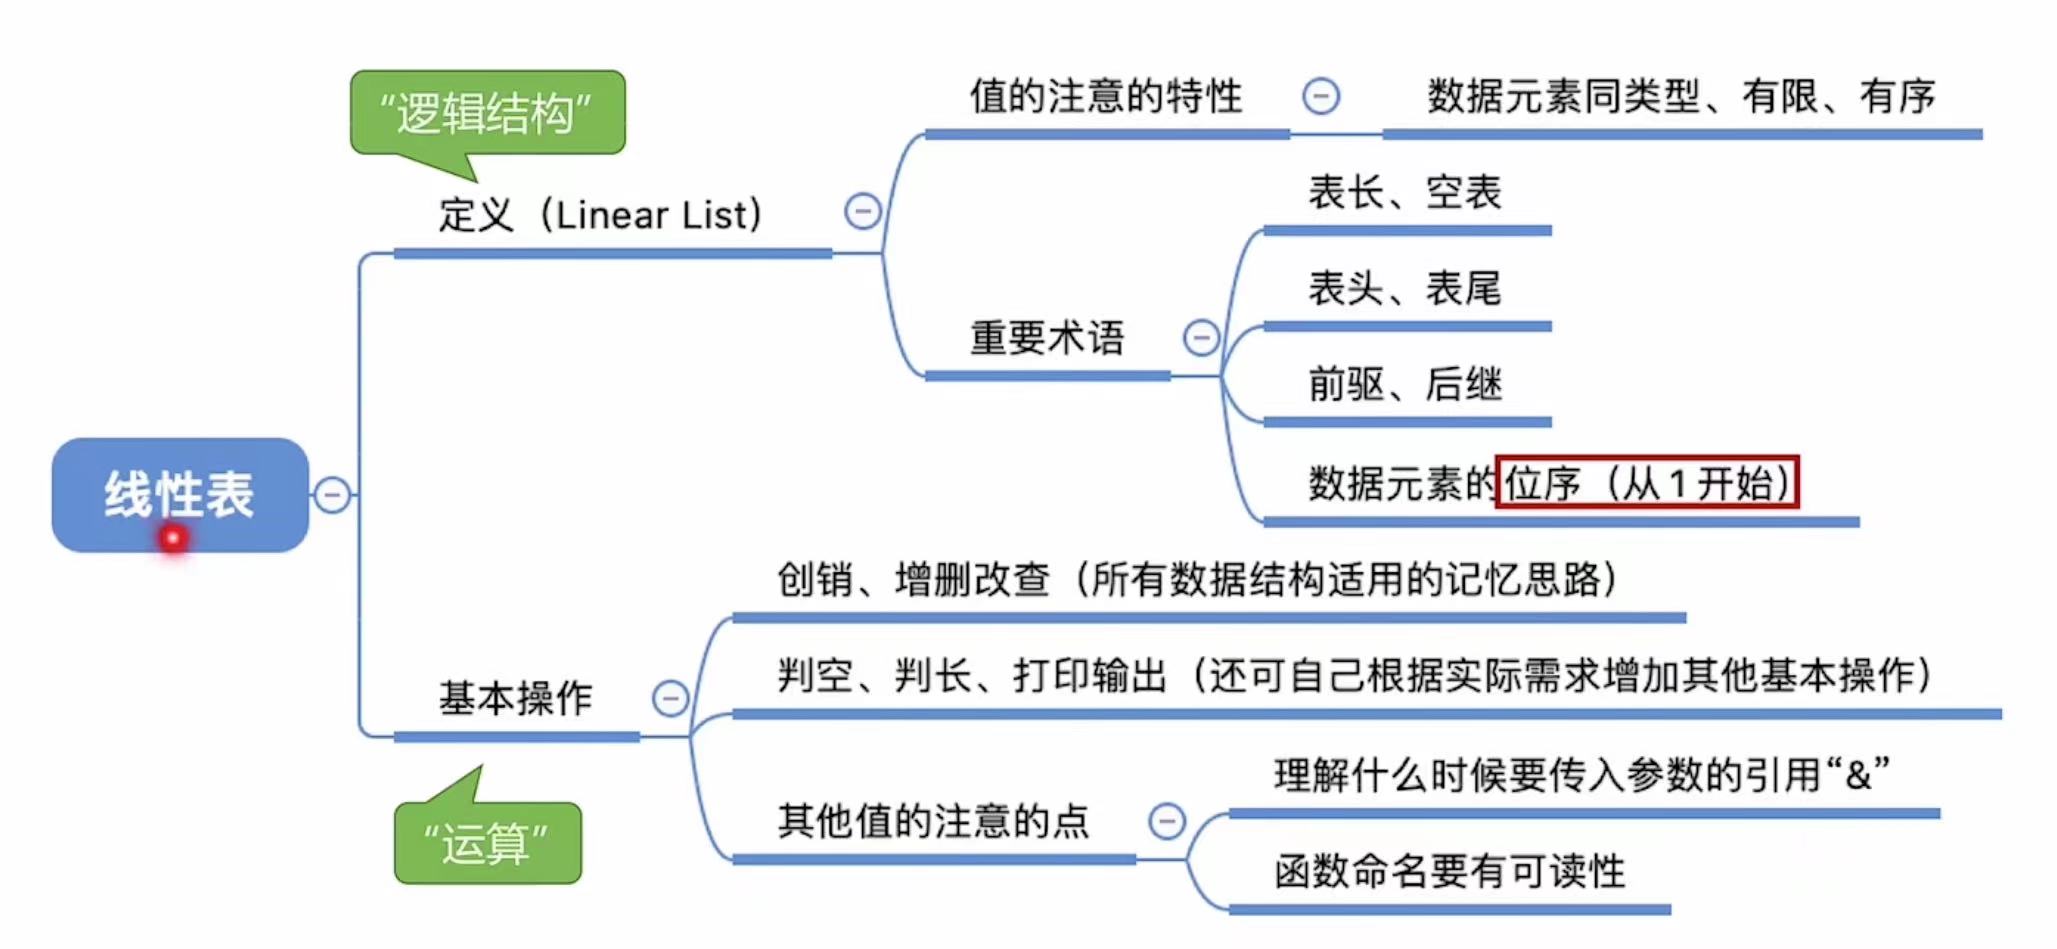 “逻辑结构”
值的注意的特性
数据元素同类型、有限、有序
定义（Linear List）
表长、空表
表头、表尾
重要术语
前驱、后继
数据元素的位序（从1开始）
线性表
创销、增删改查（所有数据结构适用的记忆思路）
判空、判长、打印输出（还可自己根据实际需求增加其他基本操作）
基本操作
理解什么时候要传入参数的引用“&”
其他值的注意的点
函数命名要有可读性
“运算”